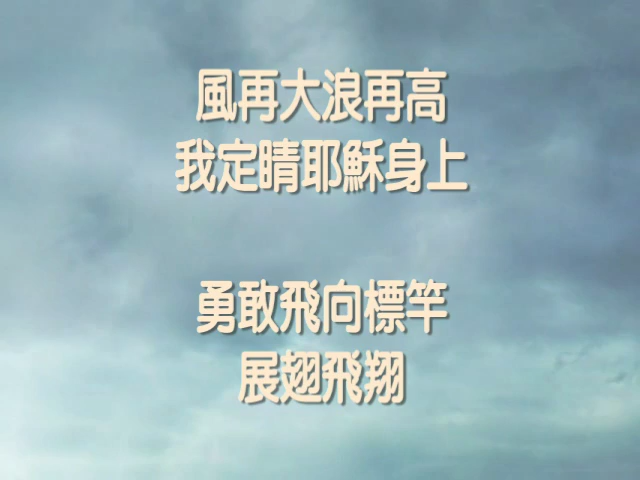 風再大浪再高
我定睛耶穌身上
勇敢飛向標竿
展翅飛翔